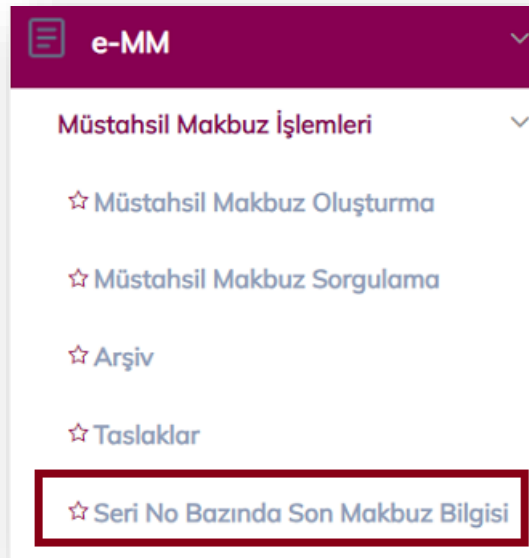 e-MM
Müstahsil Makbuz İşlemleri
Müstahsil Makbuz Oluşturma
Müstahsil Makbuz Sorgulama
Arşiv
Taslaklar
Seri No Bazında Son Makbuz Bilgisi